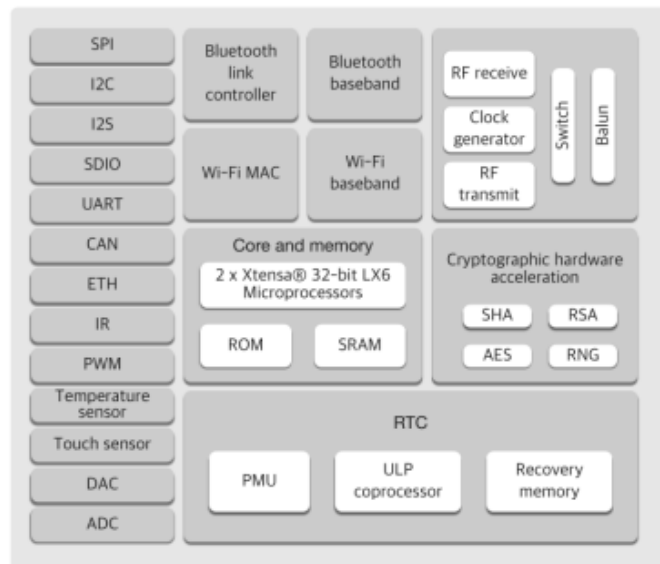 SPI
I2C
I2S
SDIO
UART
CAN
ETH
IR
PWM
Temperature
sensor
Touch sensor
DAC
ADC
Bluetooth
link
controller
Bluetooth
baseband
Wi-Fi MAC
Wi-Fi
baseband
RF receive
Clock
generator
RF
transmit
Switch
Balun
Core and memory
2 x Xtensa® 32-bit LX6
Microprocessors
ROM
SRAM
Cryptographic hardware
acceleration
SHA
RSA
AES
RNG
RTC
PMU
ULP
coprocessor
Recovery
memory